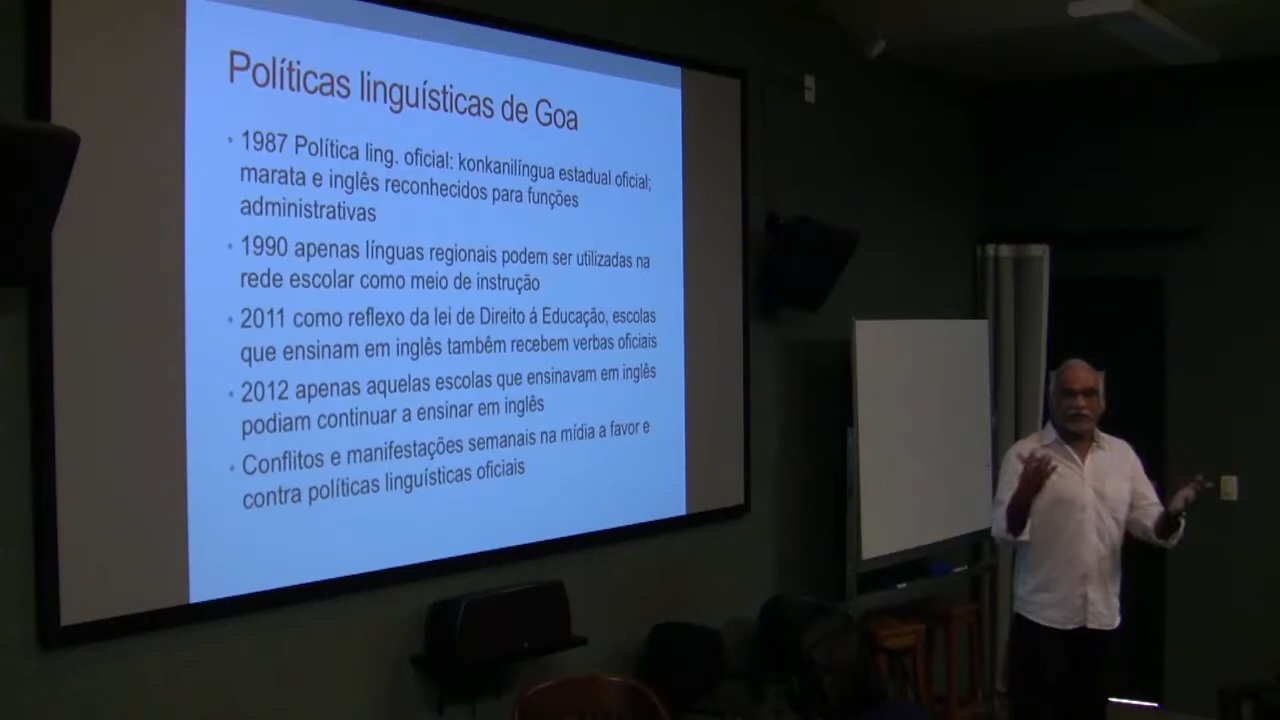 Políticas linguísticas de Goa
• 1987 Política ling. oficial: konkanilíngua estadual oficial;
marata e inglês reconhecidos para funções
administrativas
• 1990 apenas línguas regionais podem ser utilizadas na
rede escolar como meio de instrução
• 2011 como reflexo da lei de Direito á Educação, escolas
que ensinam em inglês também recebem verbas oficiais
• 2012 apenas aquelas escolas que ensinavam em inglês
podiam continuar a ensinar em inglês
• Conflitos e manifestações semanais na mídia a favor e
contra políticas linguísticas oficiais